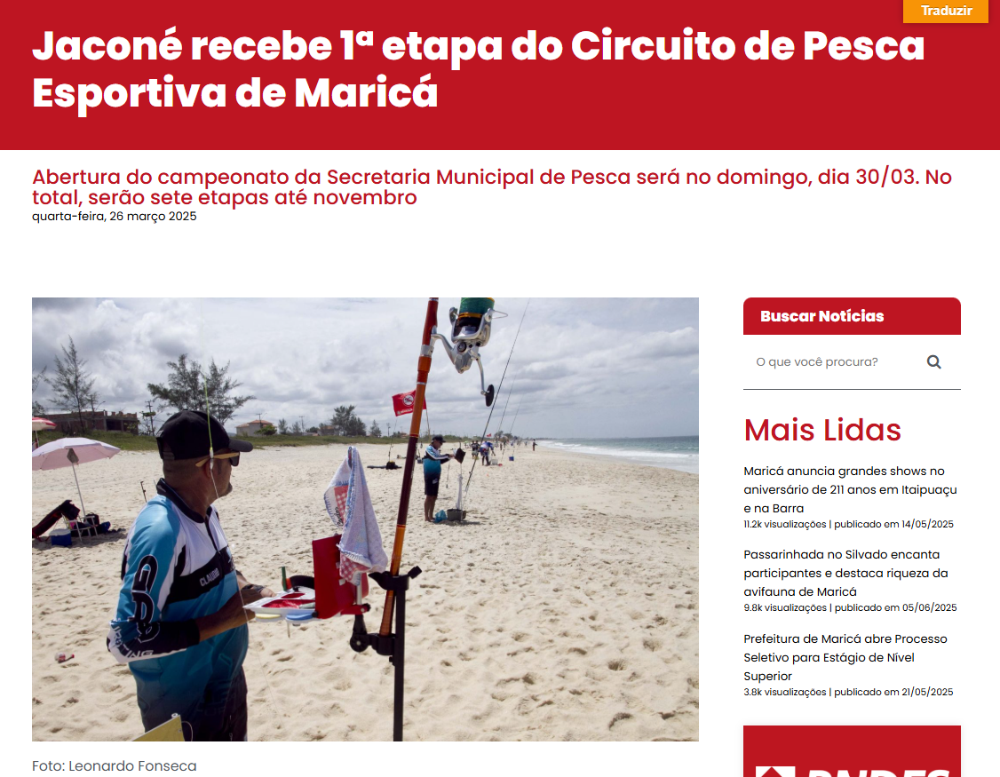 Traduzir
Jaconé recebe 1ª etapa do Circuito de Pesca
Esportiva de Maricá
Abertura do campeonato da Secretaria Municipal de Pesca será no domingo, dia 30/03. No
total, serão sete etapas até novembro
quarta-feira, 26 março 2025
Foto: Leonardo Fonseca
Buscar Notícias
O que você procura?
Mais Lidas
Maricá anuncia grandes shows no
aniversário de 211 anos em Itaipuaçu
e na Barra
11.2k visualizações | publicado em 14/05/2025
Passarinhada no Silvado encanta
participantes e destaca riqueza da
avifauna de Maricá
9.8k visualizações | publicado em 05/06/2025
Prefeitura de Maricá abre Processo
Seletivo para Estágio de Nível
Superior
3.8k visualizações | publicado em 21/05/2025
BNDES